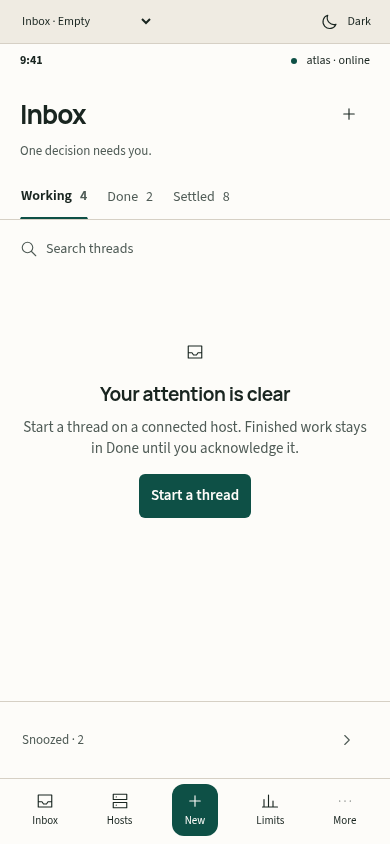 Inbox · Empty
Dark
9:41
atlas · online
Inbox
One decision needs you.
Working 4
Done 2
Settled 8
Search threads
Your attention is clear
Start a thread on a connected host. Finished work stays
in Done until you acknowledge it.
Start a thread
Snoozed · 2
Inbox
Hosts
New
Limits
More